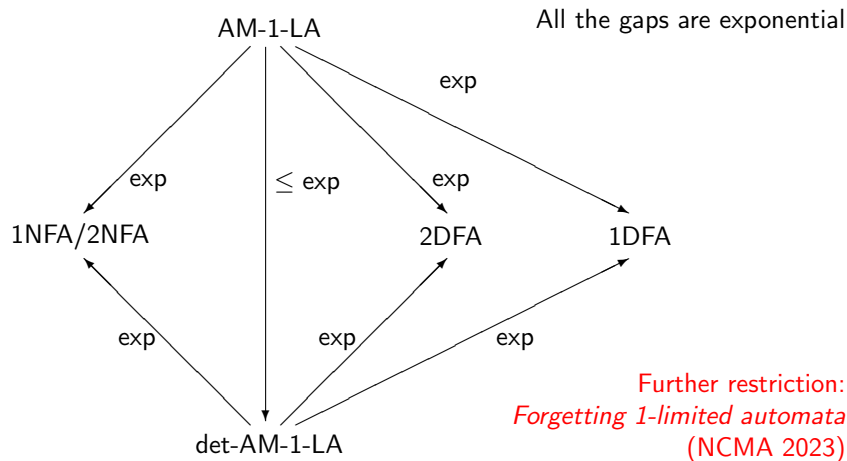 AM-1-LA
All the gaps are exponential
exp
exp
≤ exp
exp
1NFA/2NFA
2DFA
1DFA
exp
exp
exp
Further restriction:
Forgetting 1-limited automata
(NCMA 2023)
det-AM-1-LA